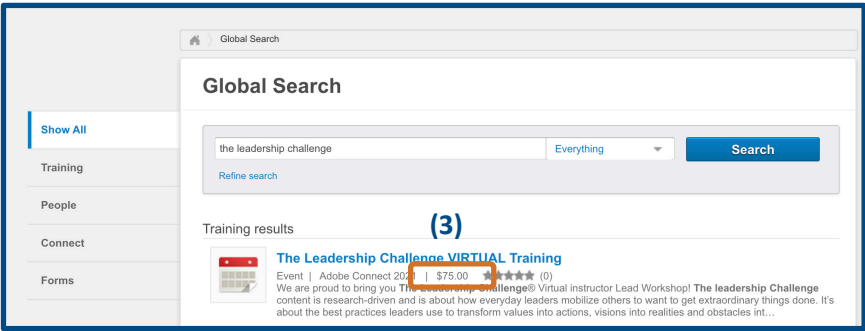 Global Search
Global Search
Show All
Training
People
Connect
Forms
the leadership challenge
Everything
Search
Refine search
Training results
(3)
The Leadership Challenge VIRTUAL Training
Event | Adobe Connect 2021 | $75.00 (0)
We are proud to bring you The Leadership Challenge® Virtual instructor Lead Workshop! The leadership Challenge
content is research-driven and is about how everyday leaders mobilize others to want to get extraordinary things done. It's
about the best practices leaders use to transform values into actions, visions into realities and obstacles int…